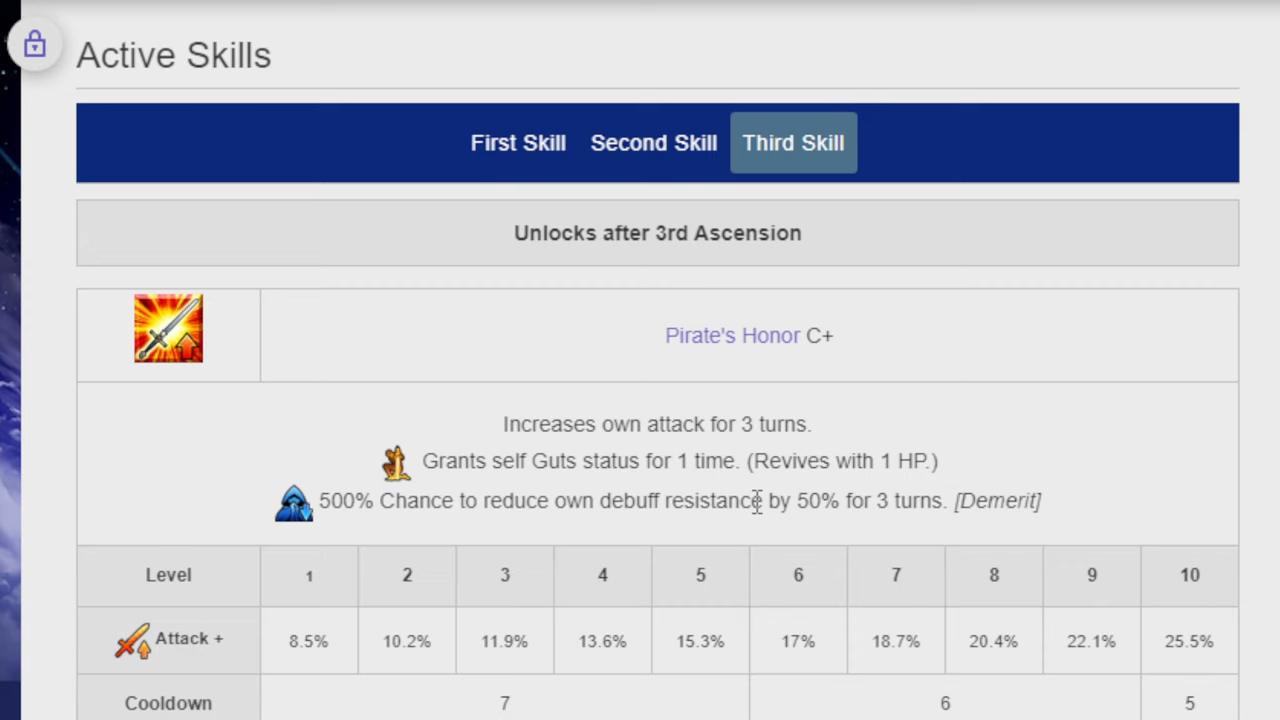 Active Skills
First Skill Second Skill Third Skill
Unlocks after 3rd Ascension
Pirate's Honor C+
Increases own attack for 3 turns.
Grants self Guts status for 1 time. (Revives with 1 HP.)
500% Chance to reduce own debuff resistance by 50% for 3 turns. [Demerit]
Level 1 2 3 4 5 6 7 8 9 10
Attack + 8.5% 10.2% 11.9% 13.6% 15.3% 17% 18.7% 20.4% 22.1% 25.5%
Cooldown 7 6 5